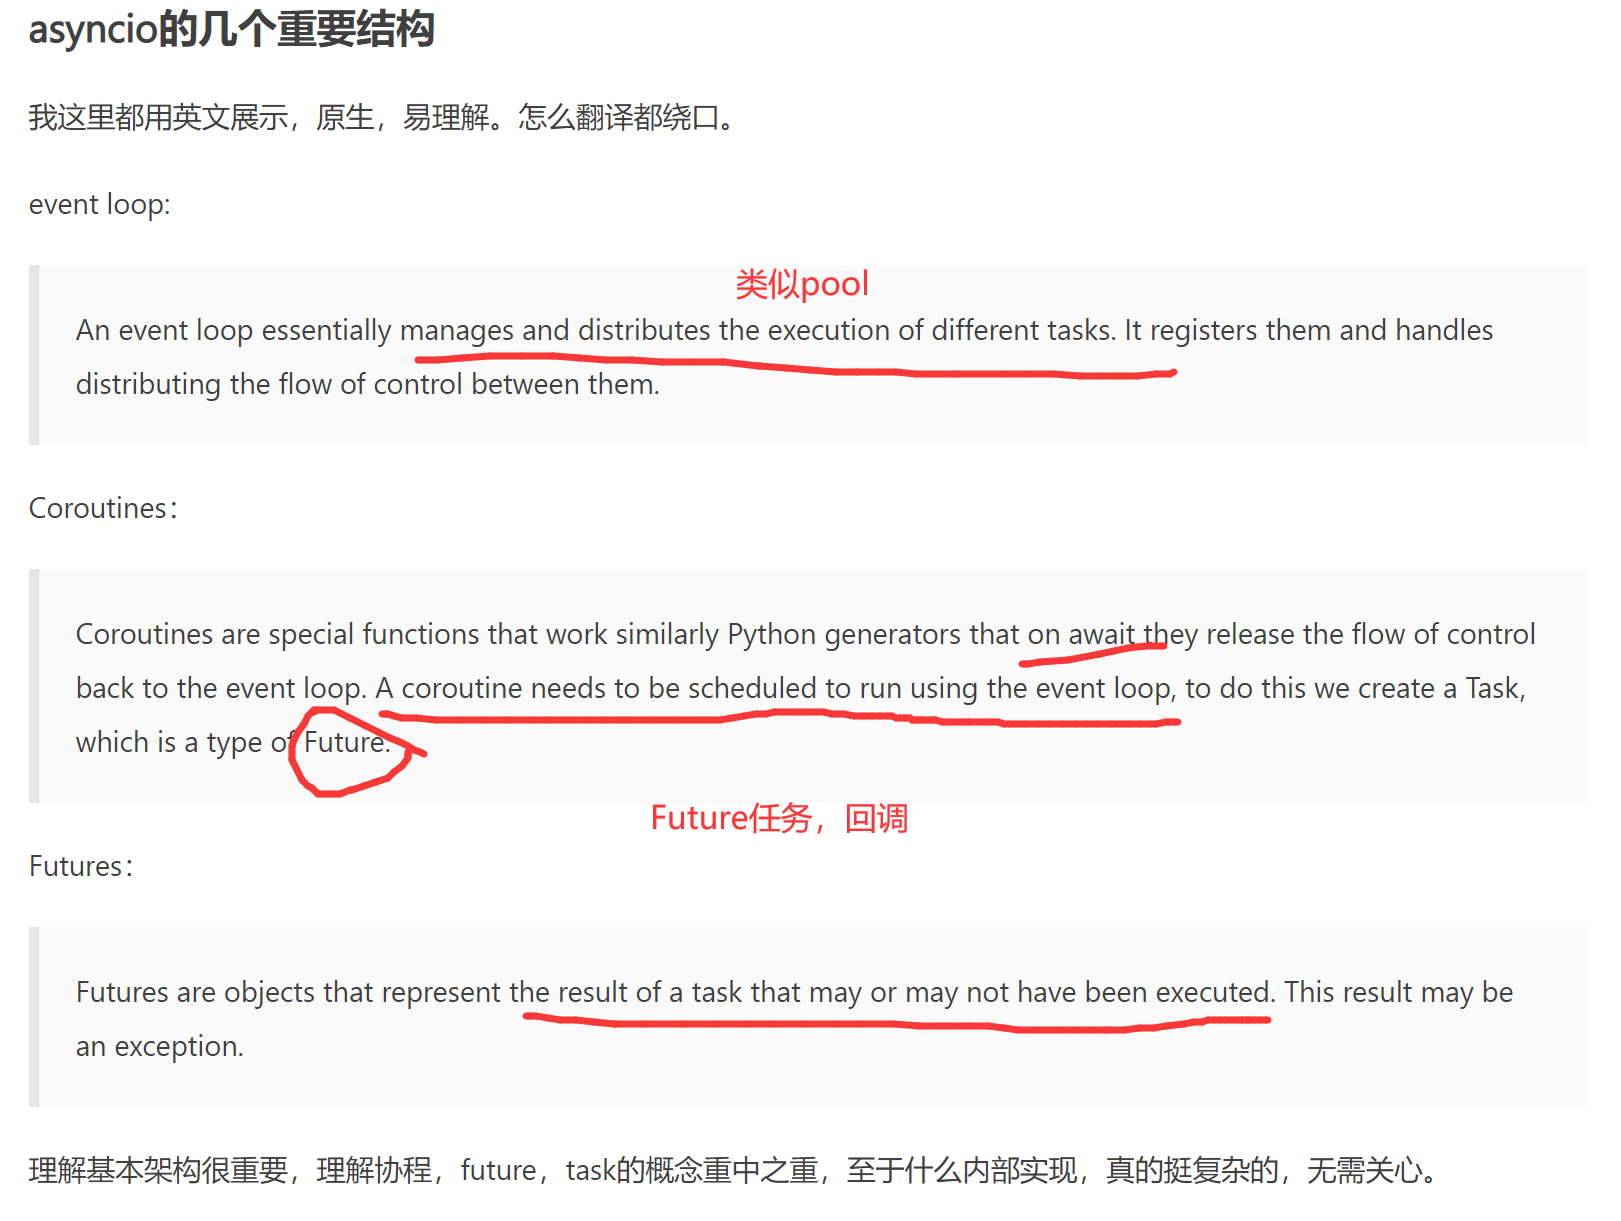 asyncio的几个重要结构
我这里都用英文展示，原生，易理解。怎么翻译都绕口。
event loop:
类似pool
An event loop essentially manages and distributes the execution of different tasks. It registers them and handles
distributing the flow of control between them.
Coroutines：
Coroutines are special functions that work similarly Python generators that on await they release the flow of control
back to the event loop. A coroutine needs to be scheduled to run using the event loop, to do this we create a Task,
which is a type of Future.
Future任务，回调
Futures：
Futures are objects that represent the result of a task that may or may not have been executed. This result may be
an exception.
理解基本架构很重要，理解协程，future，task的概念重中之重，至于什么内部实现，真的挺复杂的，无需关心。